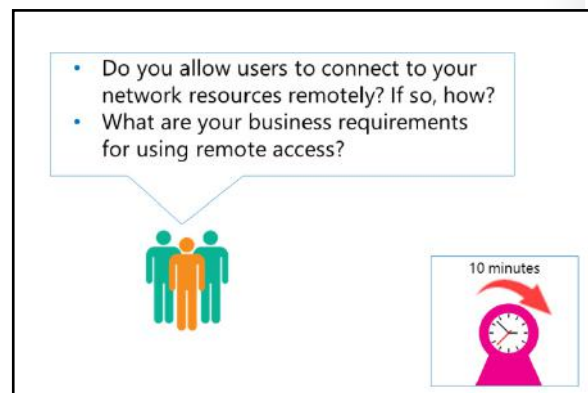 • Do you allow users to connect to your
network resources remotely? If so, how?
• What are your business requirements
for using remote access?
10 minutes